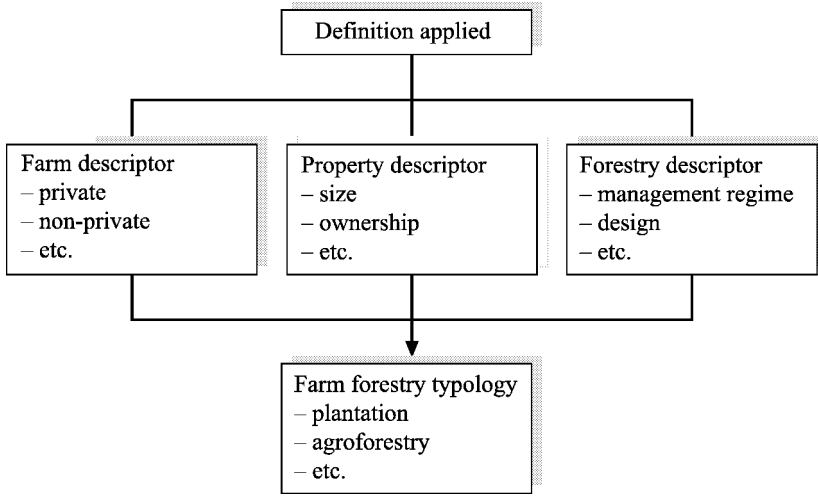 Definition applied
Farm descriptor
– private
– non-private
– etc.
Property descriptor
– size
– ownership
– etc.
Forestry descriptor
– management regime
– design
– etc.
Farm forestry typology
– plantation
– agroforestry
– etc.